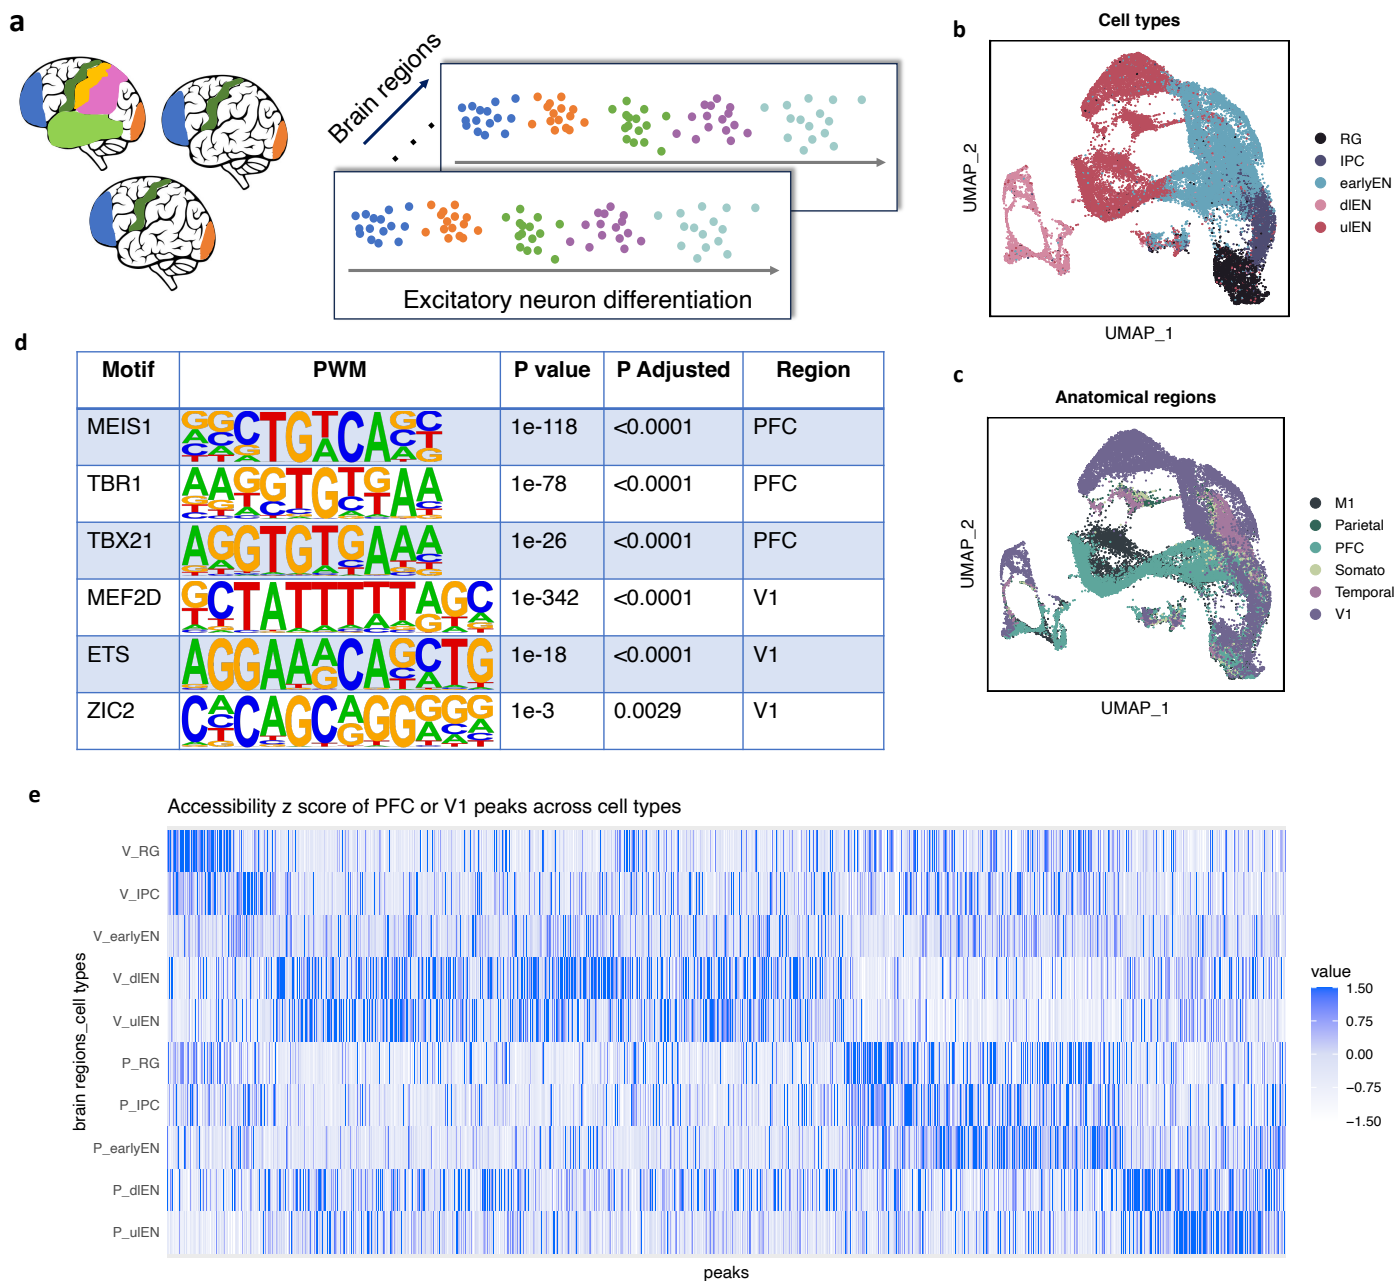 a
Brain regions
Excitatory neuron differentiation
b
Cell types
UMAP_2
UMAP_1
RG
IPC
earlyEN
dlEN
ulEN
c
Anatomical regions
UMAP_2
UMAP_1
M1
Parietal
PFC
Somato
Temporal
V1
d
Motif PWM P value P Adjusted Region
MEIS1 1e-118 <0.0001 PFC
TBR1 1e-78 <0.0001 PFC
TBX21 1e-26 <0.0001 PFC
MEF2D 1e-342 <0.0001 V1
ETS 1e-18 <0.0001 V1
ZIC2 1e-3 0.0029 V1
e
Accessibility z score of PFC or V1 peaks across cell types
brain regions_cell types
V_RG
V_IPC
V_earlyEN
V_dlEN
V_ulEN
P_RG
P_IPC
P_earlyEN
P_dlEN
P_ulEN
peaks
value
1.50
0.75
0.00
−0.75
−1.50